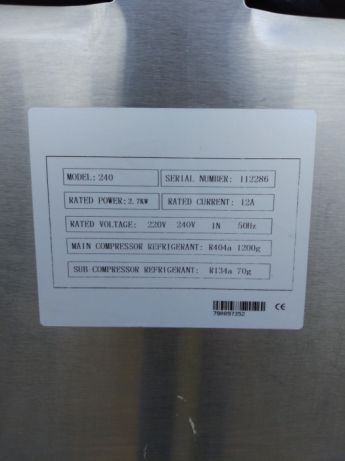 MODEL: 240 SERIAL NUMBER: 112286
RATED POWER: 2.7KW RATED CURRENT: 12A
RATED VOLTAGE: 220V 240V 1N 50Hz
MAIN COMPRESSOR REFRIGERANT: R404a 1200g
SUB COMPRESSOR REFRIGERANT: R134a 70g
790897352 CE